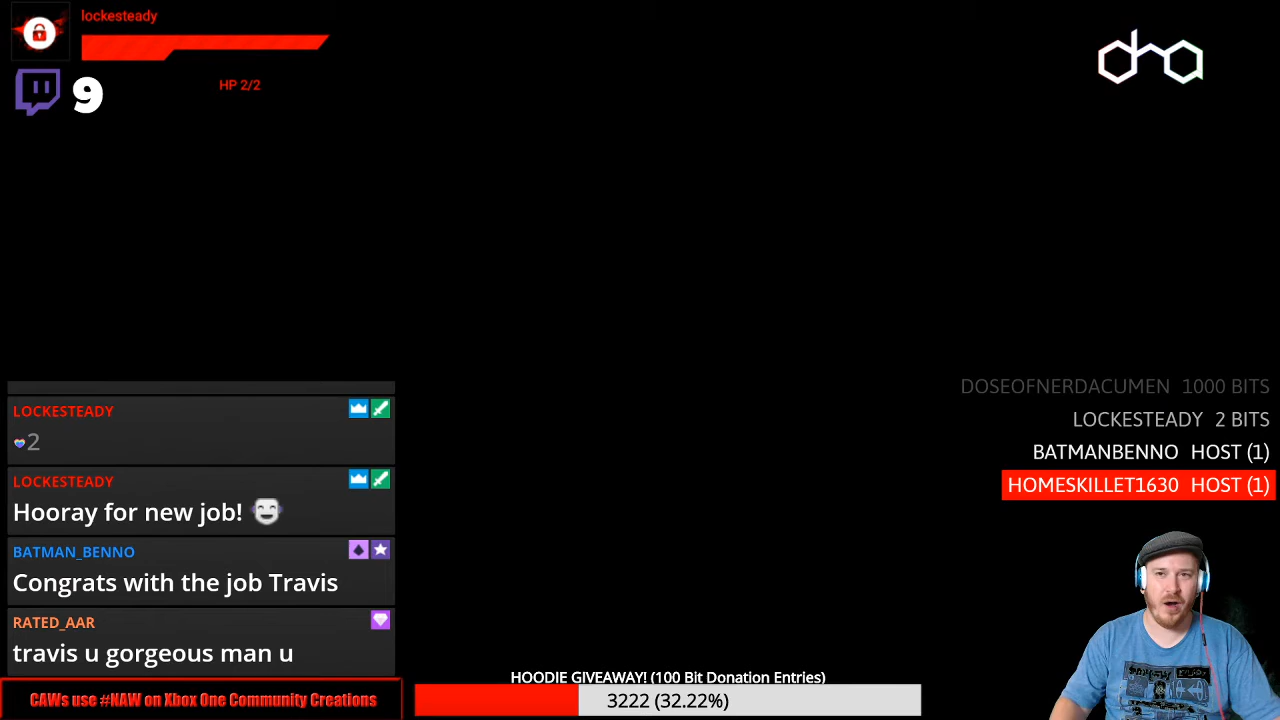 lockesteady
HP 2/2
9
dha
DOSEOFNERDACUMEN 1000 BITS
LOCKESTEADY 2 BITS
BATMANBENNO HOST (1)
HOMESKILLET1630 HOST (1)
LOCKESTEADY
2
LOCKESTEADY
Hooray for new job!
BATMAN_BENNO
Congrats with the job Travis
RATED_AAR
travis u gorgeous man u
CAWs use #NAW on Xbox One Community Creations
HOODIE GIVEAWAY! (100 Bit Donation Entries)
3222 (32.22%)